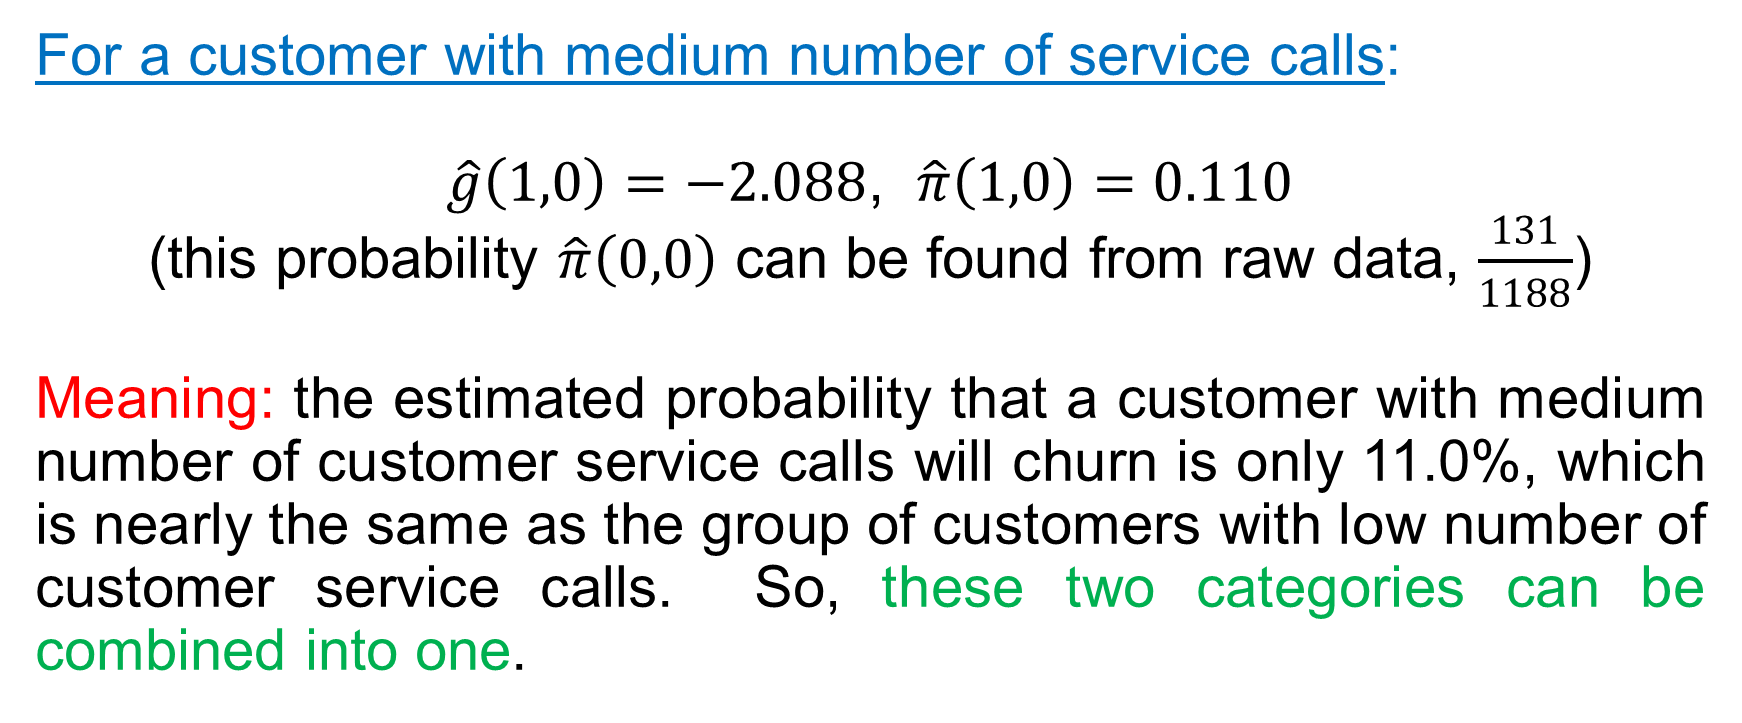 For a customer with medium number of service calls:
ĝ(1,0) = −2.088, π̂(1,0) = 0.110
(this probability π̂(0,0) can be found from raw data, 131/1188)
Meaning: the estimated probability that a customer with medium
number of customer service calls will churn is only 11.0%, which
is nearly the same as the group of customers with low number of
customer service calls. So, these two categories can be
combined into one.